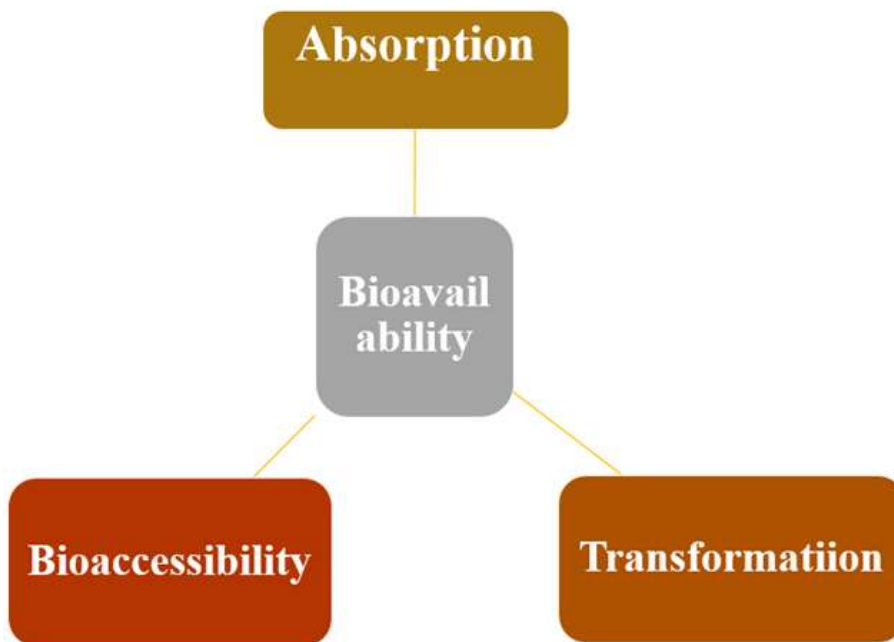 Absorption
Bioavail
ability
Bioaccessibility
Transformatiion